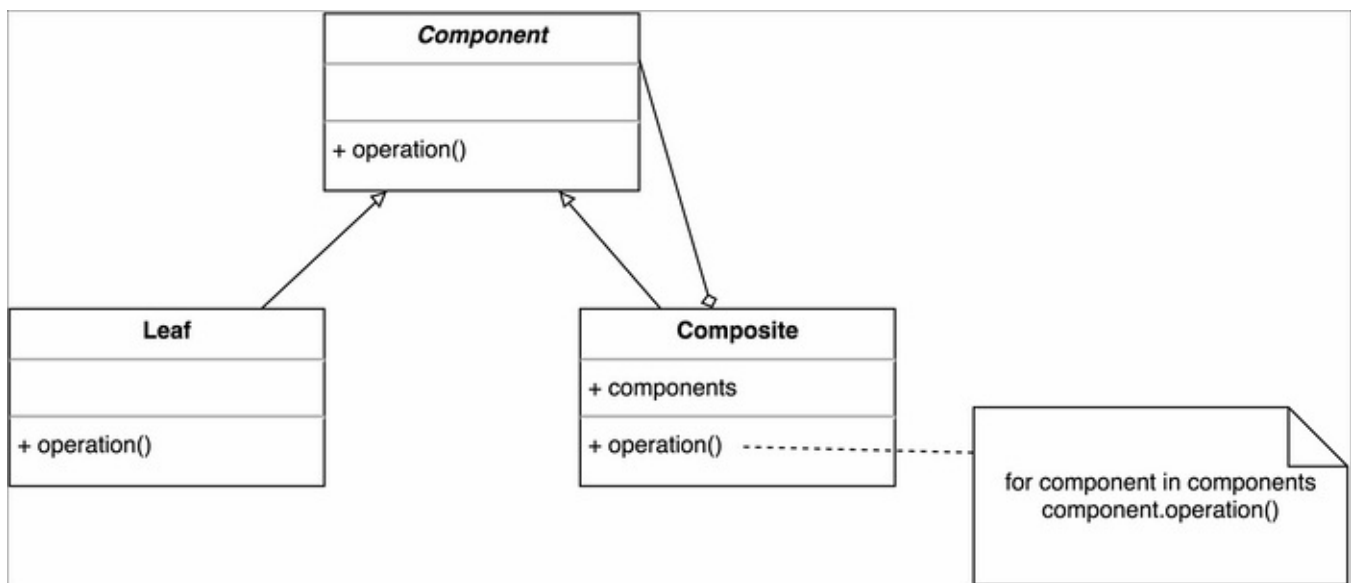 Component
+ operation()
Leaf
+ operation()
Composite
+ components
+ operation()
for component in components
component.operation()